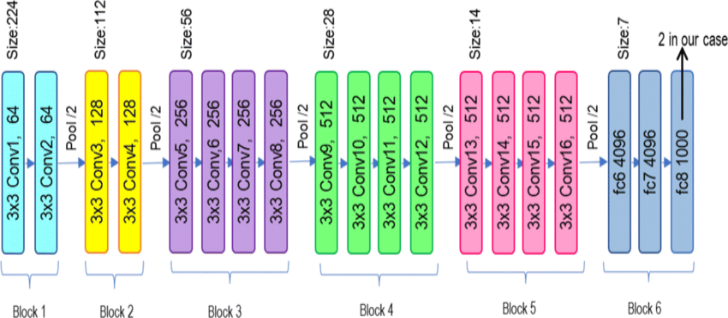 Size:224
Size:112
Size:56
Size:28
Size:14
Size:7
2 in our case
3x3 Conv1, 64
3x3 Conv2, 64
Pool /2
3x3 Conv3, 128
3x3 Conv4, 128
Pool /2
3x3 Conv5, 256
3x3 Conv,6 256
3x3 Conv7, 256
3x3 Conv8, 256
Pool /2
3x3 Conv9, 512
3x3 Conv10, 512
3x3 Conv11, 512
3x3 Conv12, 512
Pool /2
3x3 Conv13, 512
3x3 Conv14, 512
3x3 Conv15, 512
3x3 Conv16, 512
Pool /2
fc6 4096
fc7 4096
fc8 1000
Block 1
Block 2
Block 3
Block 4
Block 5
Block 6